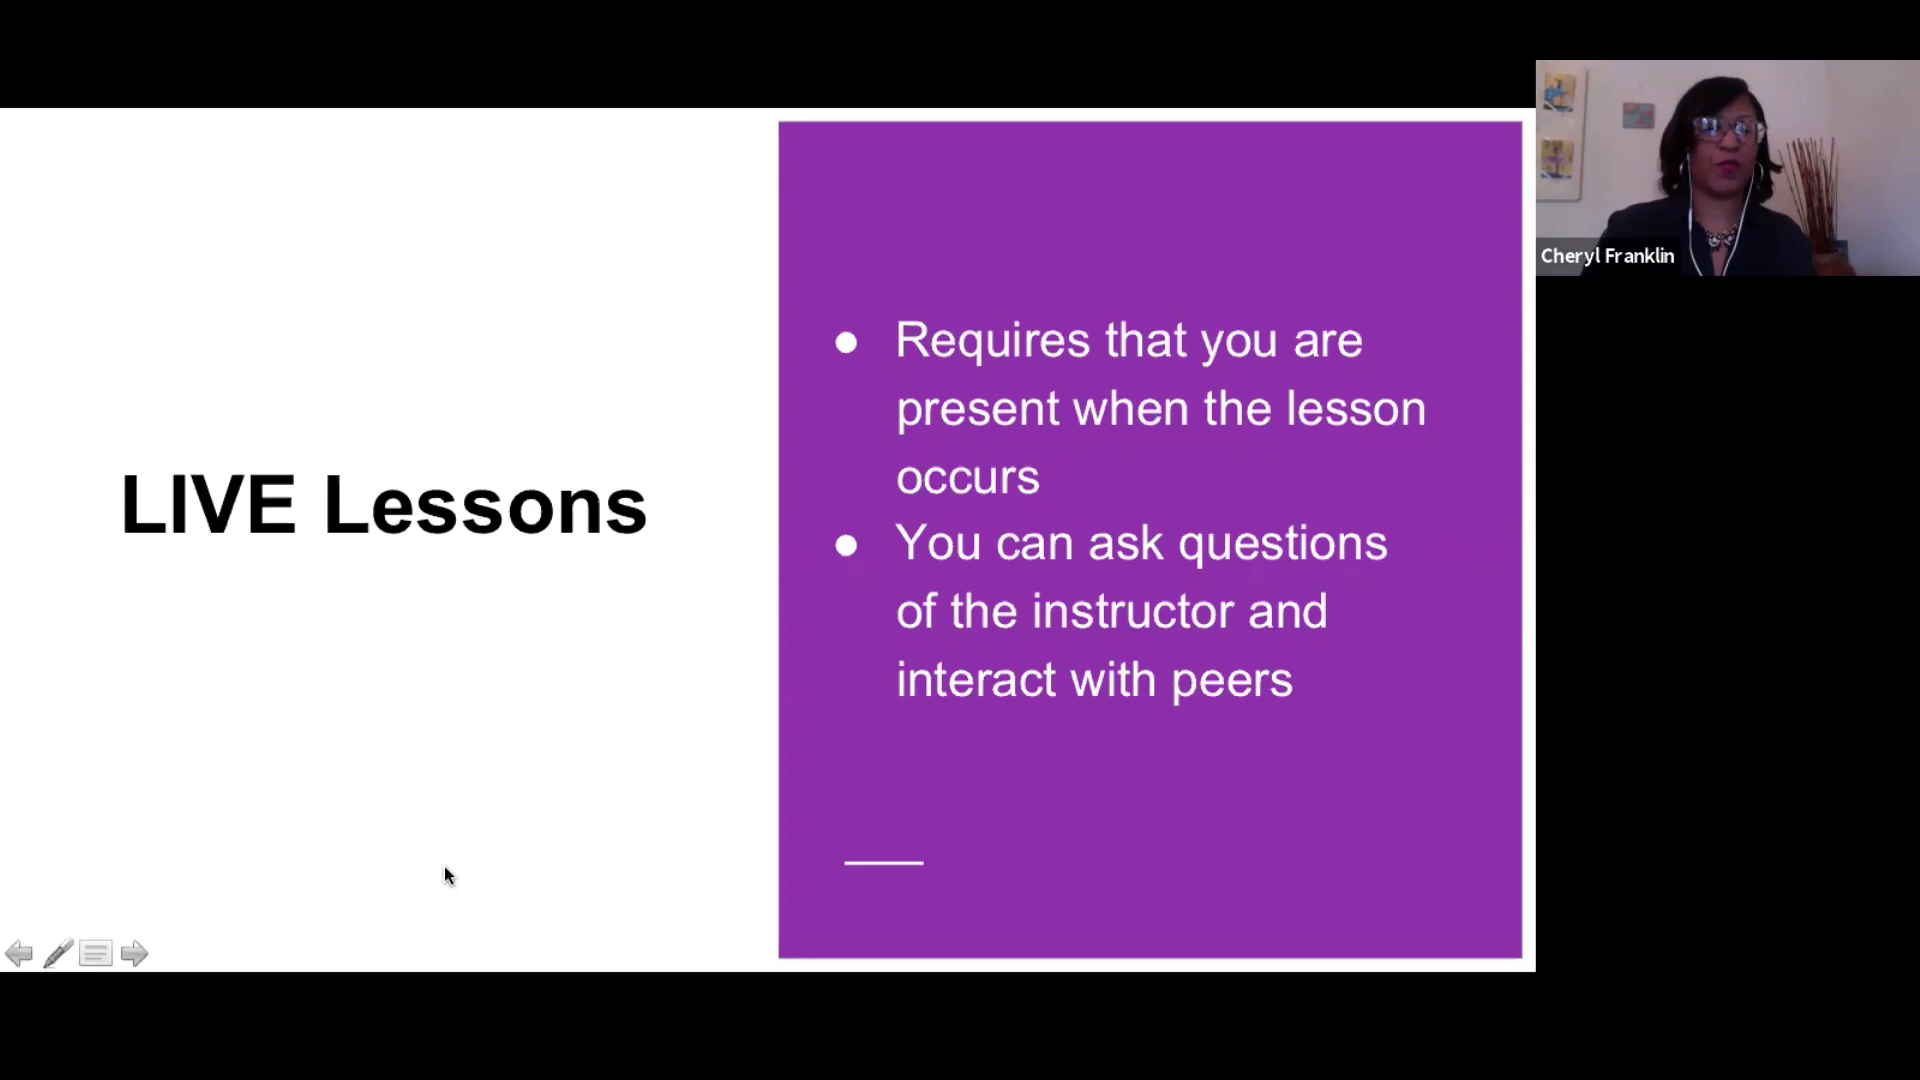 LIVE Lessons
● Requires that you are
present when the lesson
occurs
● You can ask questions
of the instructor and
interact with peers
Cheryl Franklin